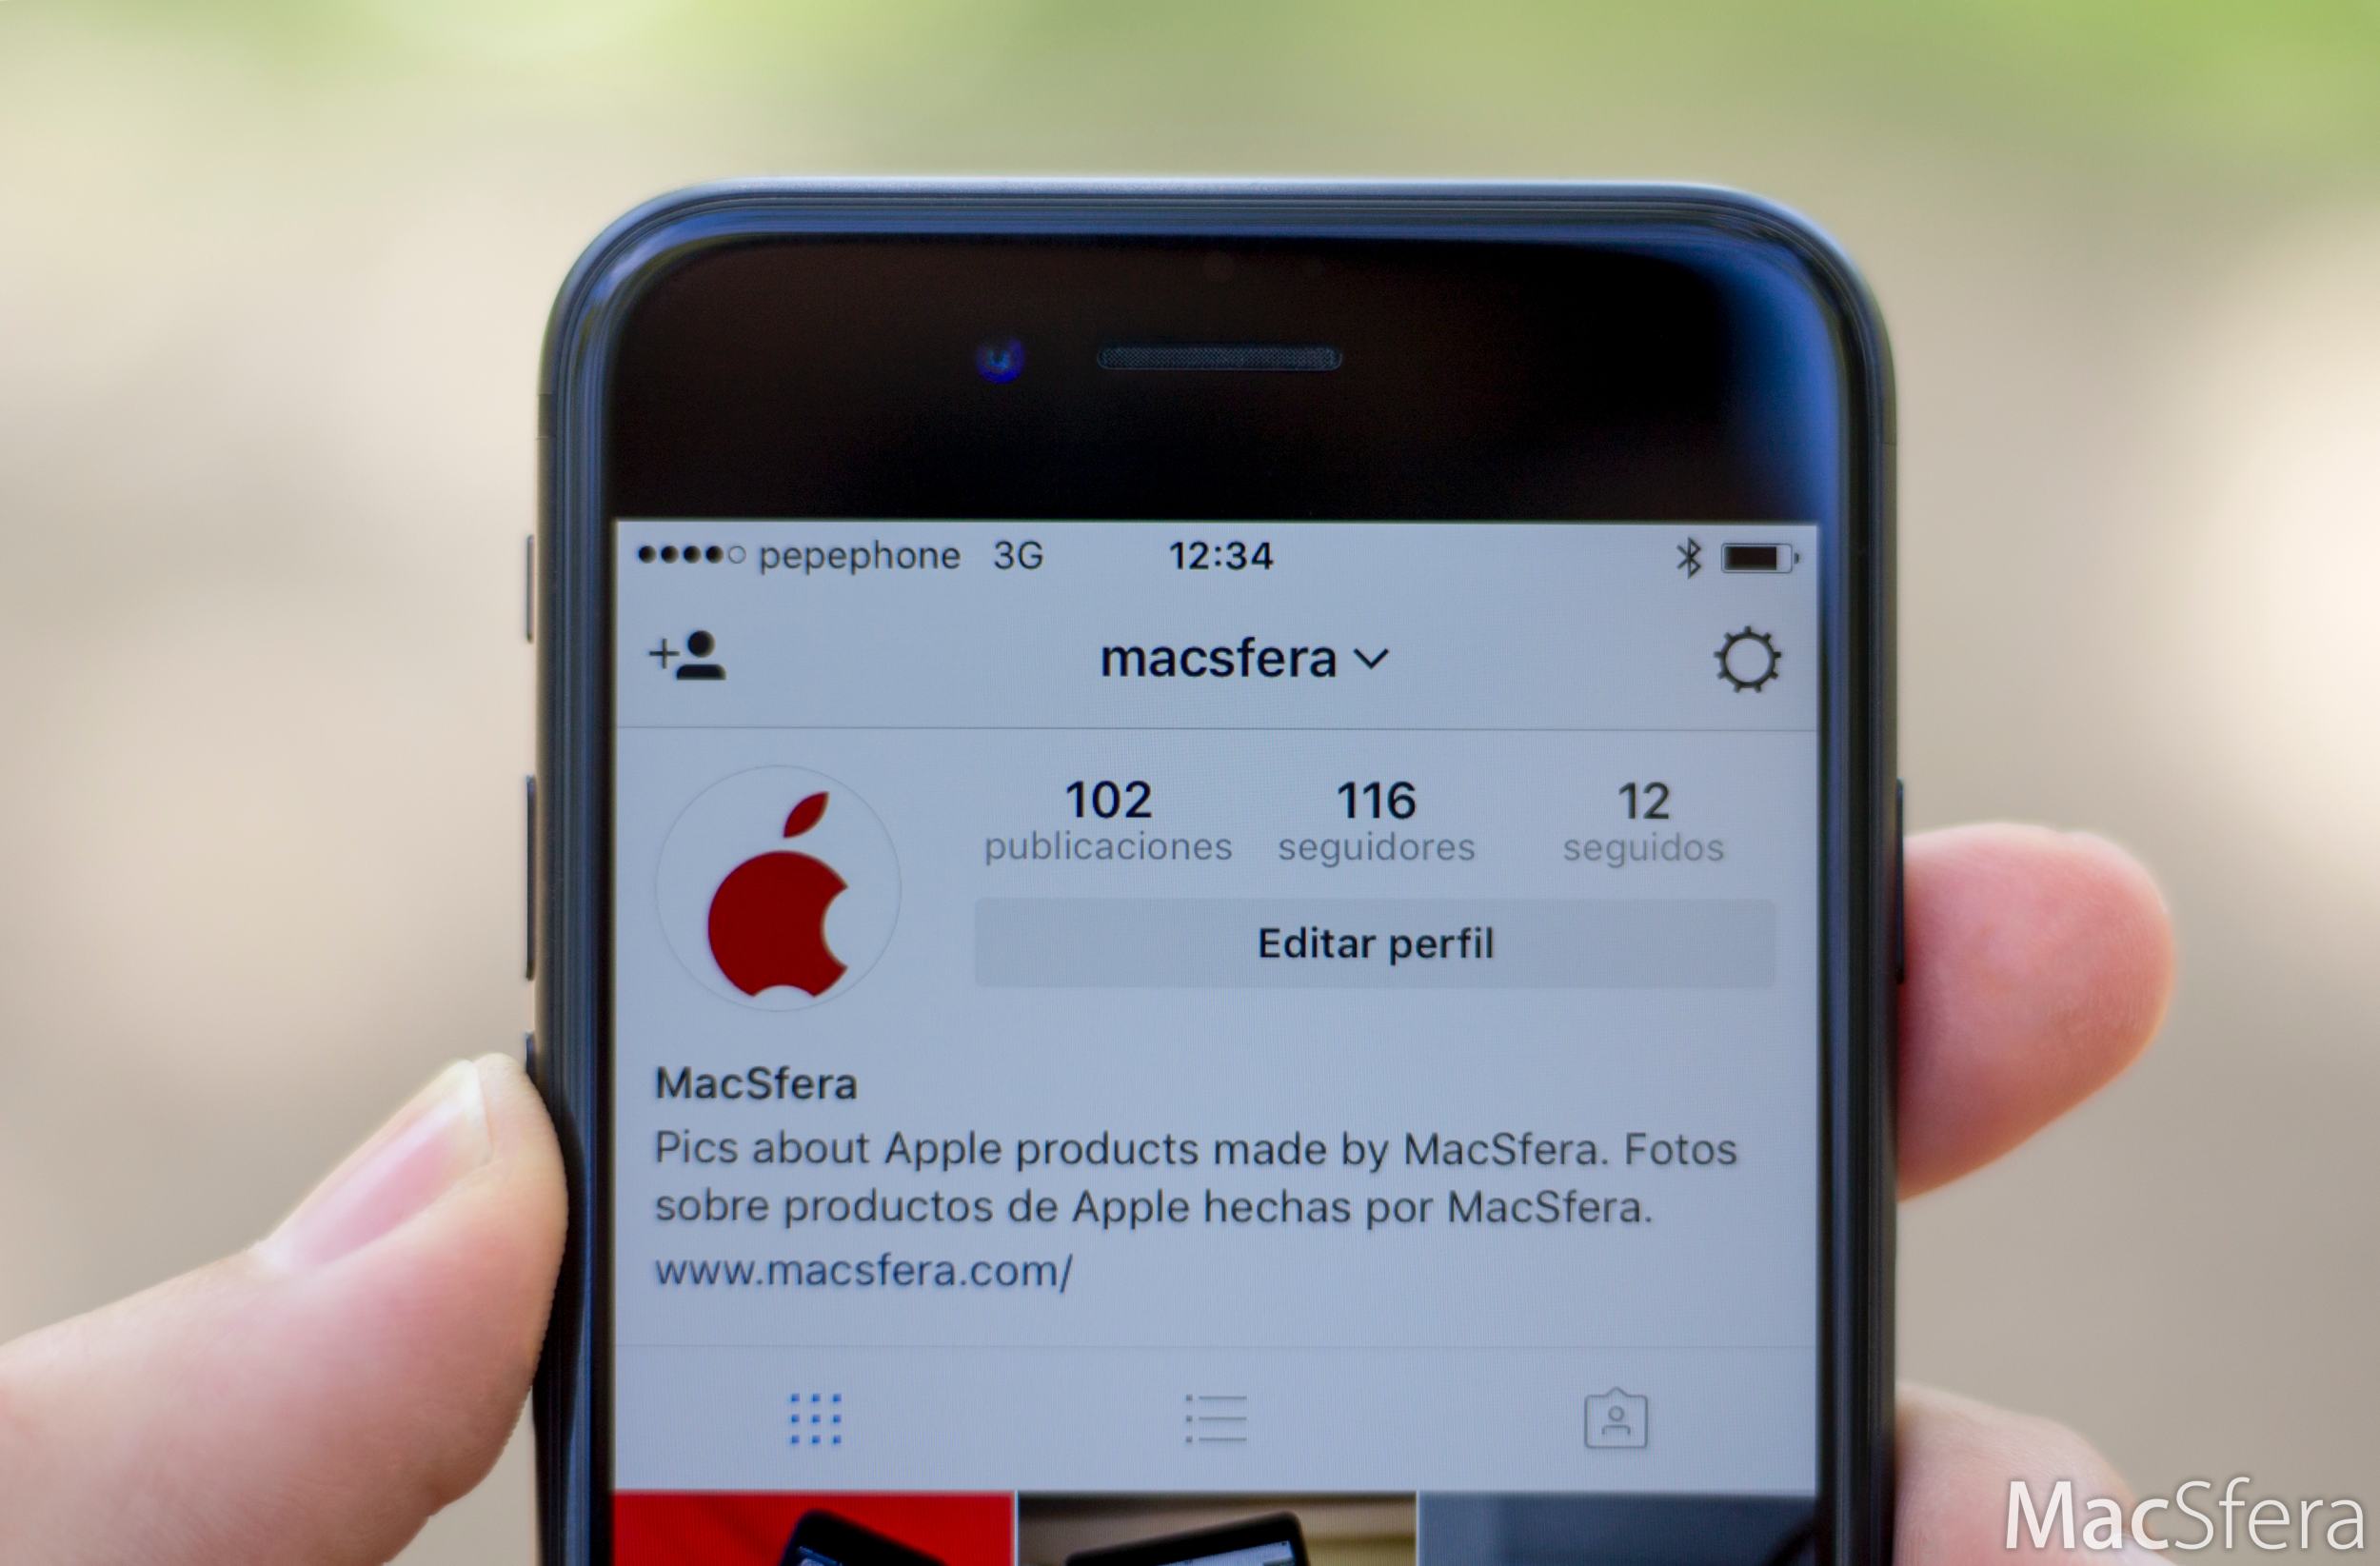 pepephone 3G 12:34
macsfera
102 116 12
publicaciones seguidores seguidos
Editar perfil
MacSfera
Pics about Apple products made by MacSfera. Fotos
sobre productos de Apple hechas por MacSfera.
www.macsfera.com/
MacSfera